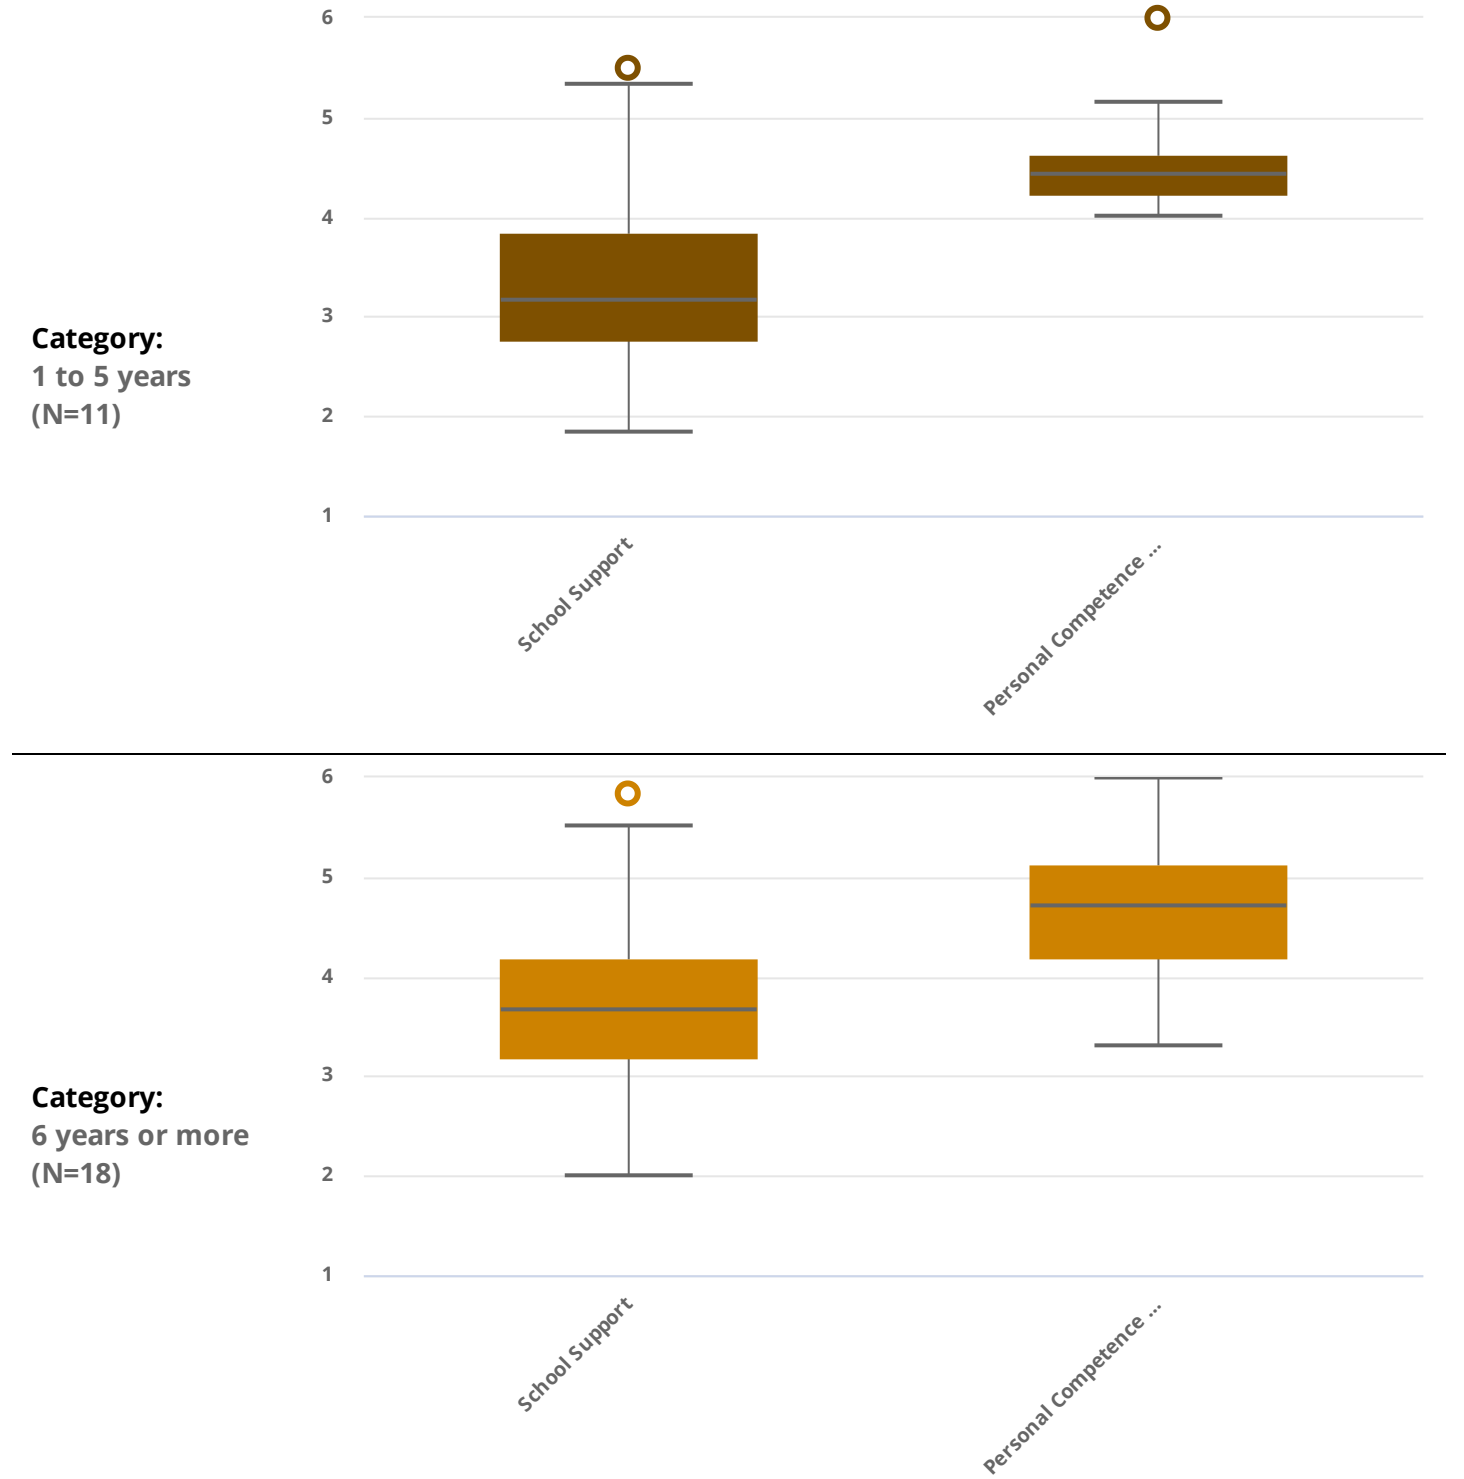 6
5
4
3
2
1
Category:
1 to 5 years
(N=11)
School Support
Personal Competence ...
6
5
4
3
2
1
Category:
6 years or more
(N=18)
School Support
Personal Competence ...